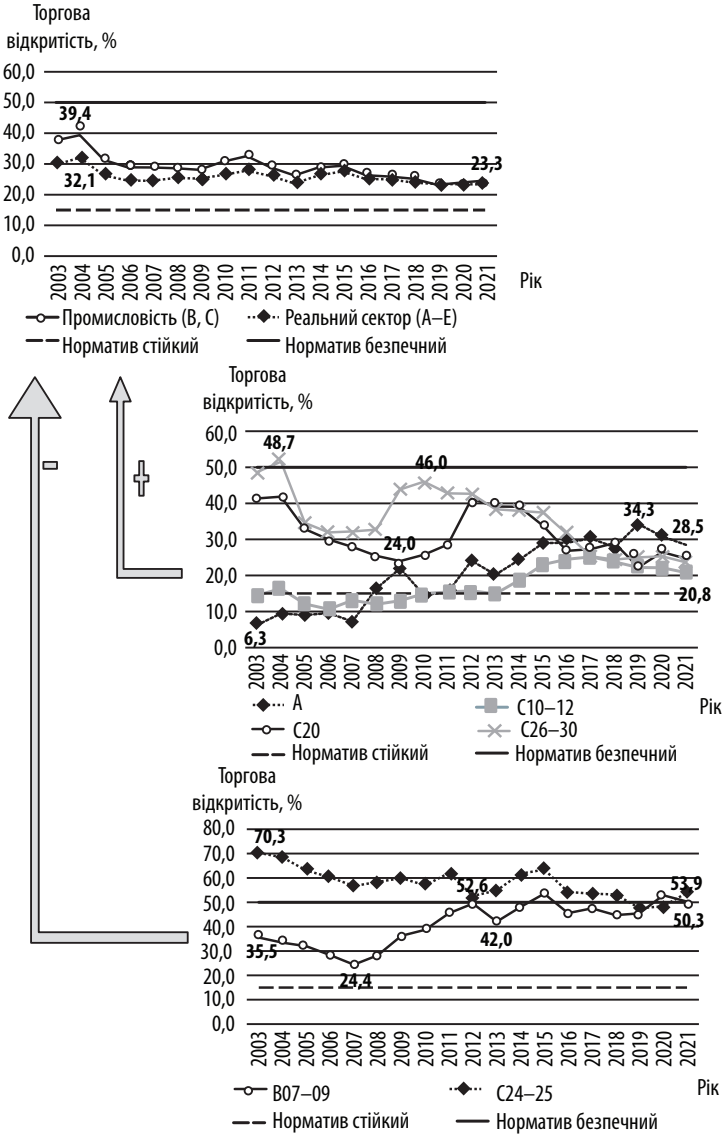 Торгова
відкритість, %
60,0
50,0
40,0
30,0
20,0
10,0
0,0
39,4
32,1
23,3
2003 2004 2005 2006 2007 2008 2009 2010 2011 2012 2013 2014 2015 2016 2017 2018 2019 2020 2021
Рік
Промисловість (B, C) Реальний сектор (A–E)
Норматив стійкий Норматив безпечний
Торгова
відкритість, %
60,0
50,0
40,0
30,0
20,0
10,0
0,0
48,7
46,0
24,0
34,3
28,5
20,8
6,3
2003 2004 2005 2006 2007 2008 2009 2010 2011 2012 2013 2014 2015 2016 2017 2018 2019 2020 2021
Рік
A C10–12
C20 C26–30
Норматив стійкий Норматив безпечний
Торгова
відкритість, %
80,0
70,0
60,0
50,0
40,0
30,0
20,0
10,0
0,0
70,3
52,6
53,9
50,3
35,5
42,0
24,4
2003 2004 2005 2006 2007 2008 2009 2010 2011 2012 2013 2014 2015 2016 2017 2018 2019 2020 2021
Рік
B07–09 C24–25
Норматив стійкий Норматив безпечний